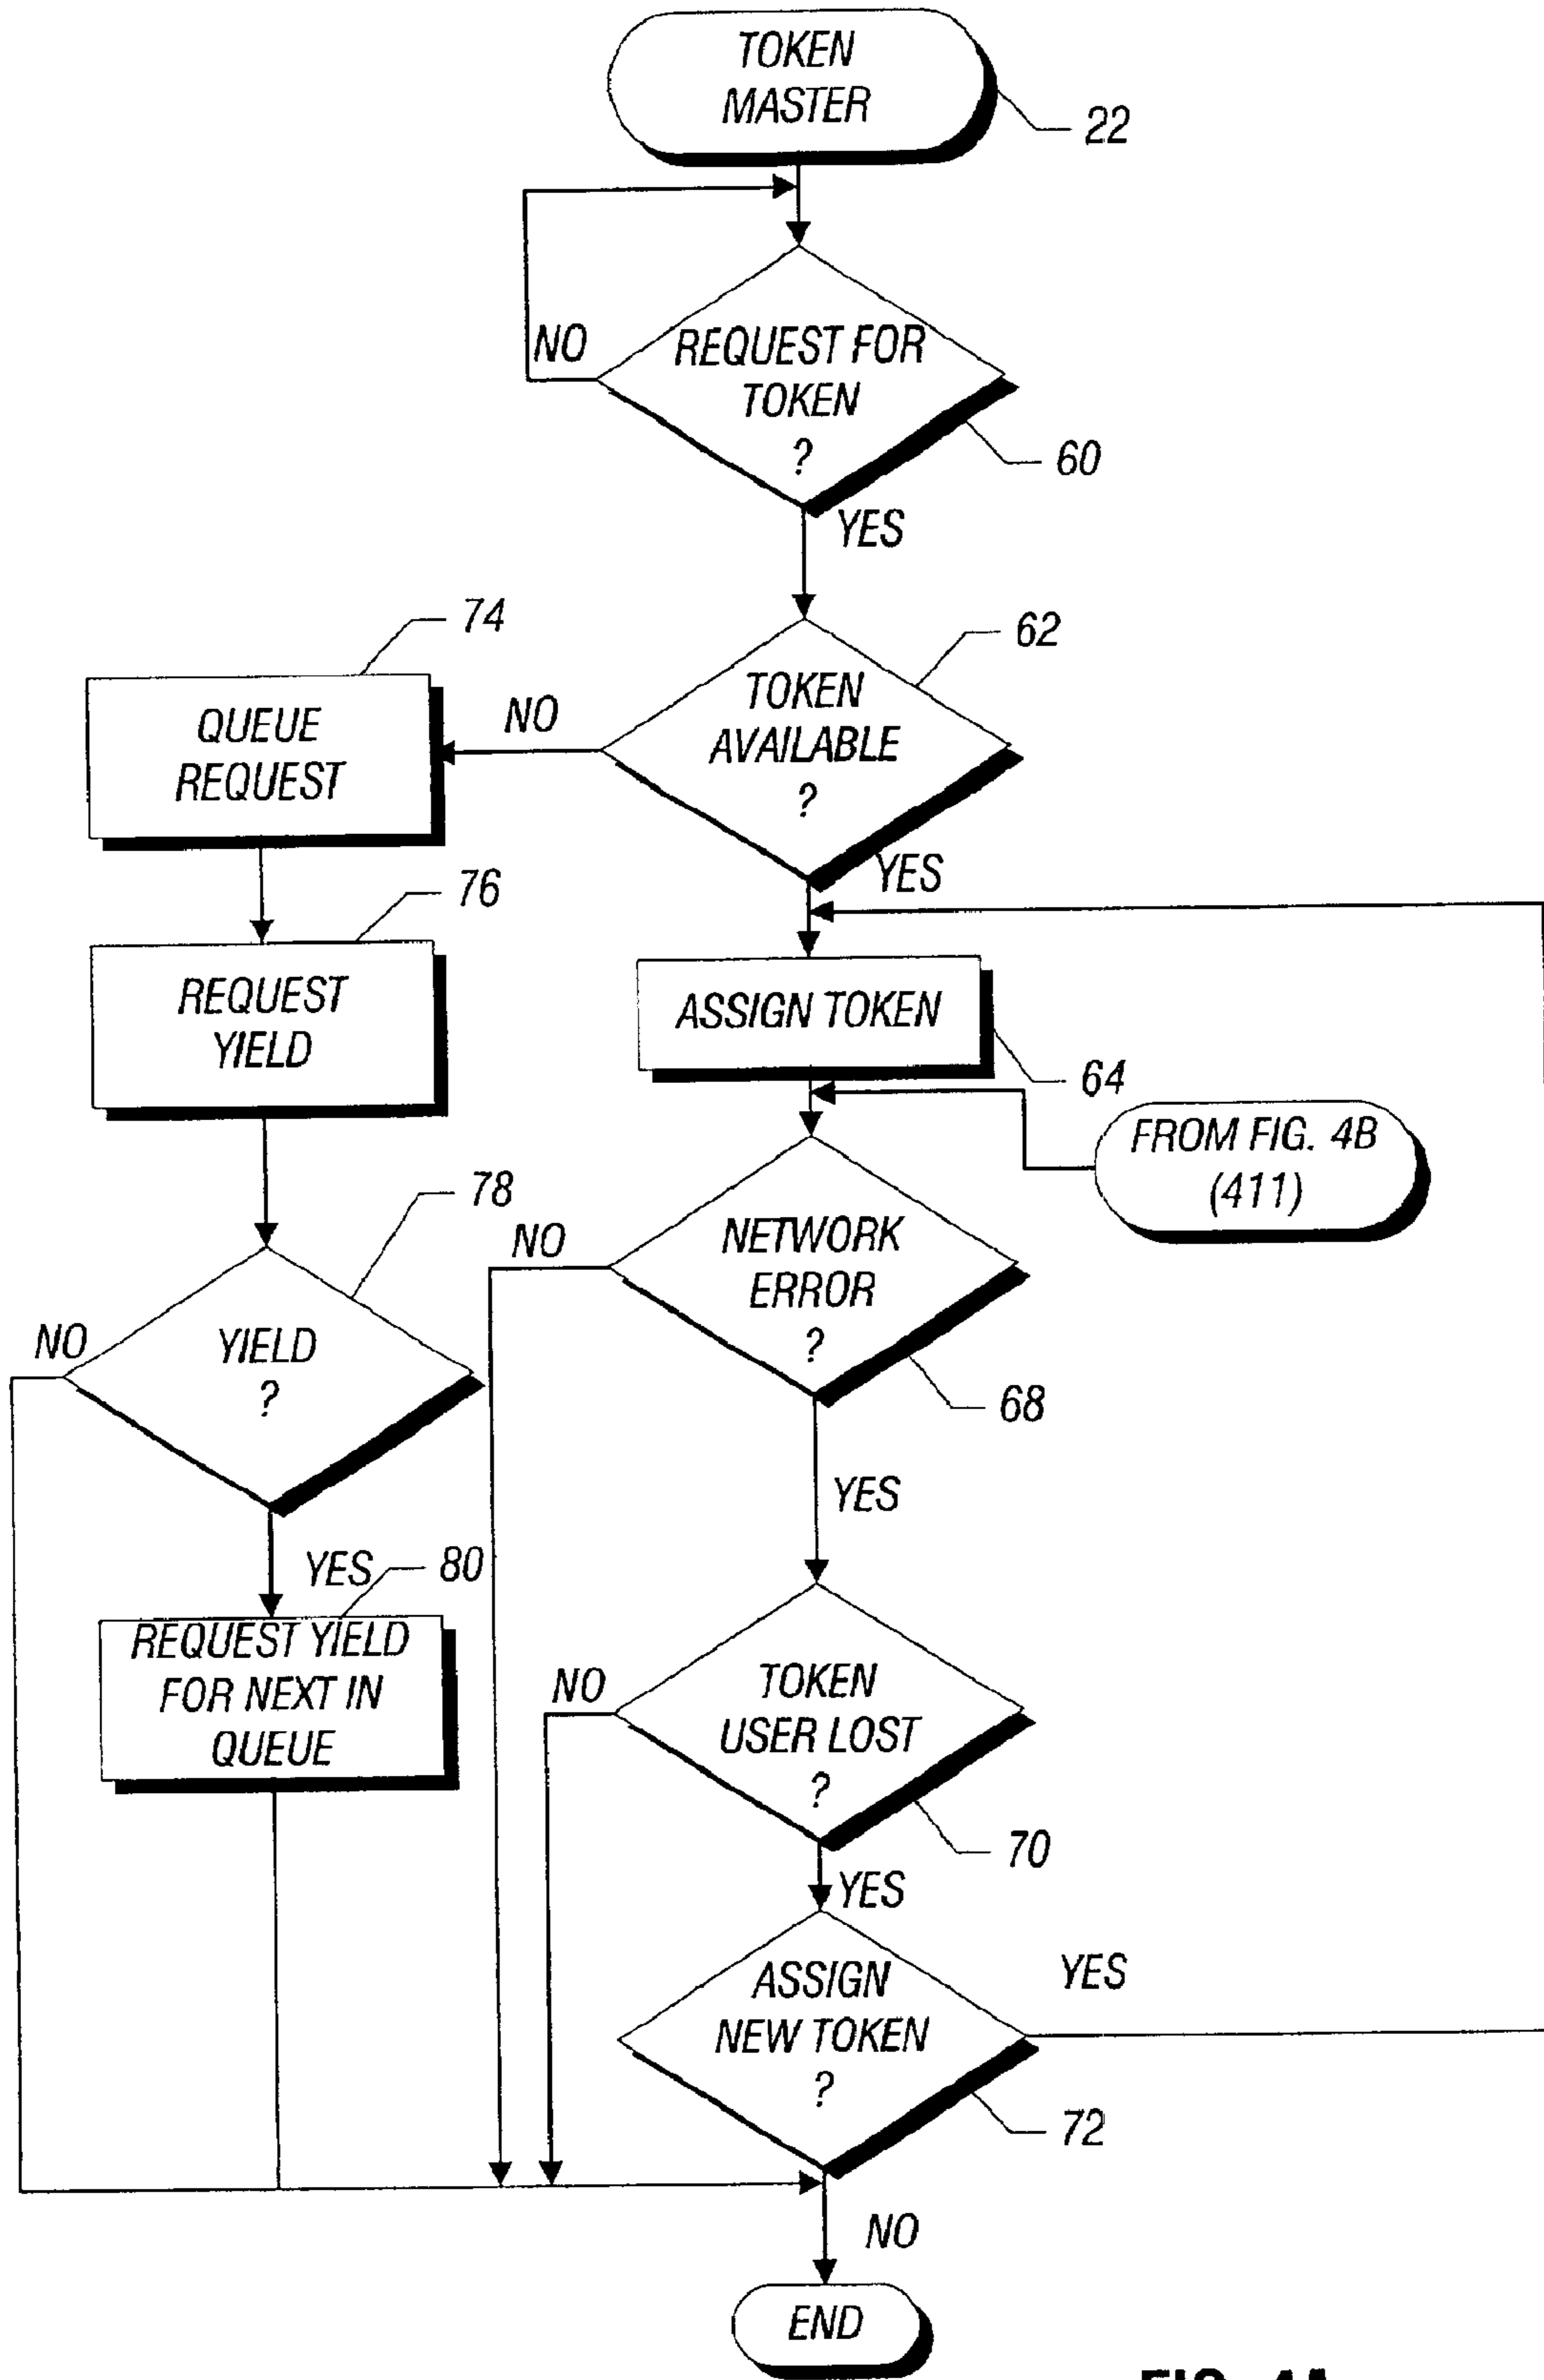 TOKEN
MASTER
22
NO
REQUEST FOR
TOKEN
?
60
YES
74
62
QUEUE
REQUEST
NO
TOKEN
AVAILABLE
?
YES
76
REQUEST
YIELD
ASSIGN TOKEN
64
FROM FIG. 4B
(411)
78
NO
NETWORK
ERROR
?
68
NO
YIELD
?
YES
YES
80
REQUEST YIELD
FOR NEXT IN
QUEUE
NO
TOKEN
USER LOST
?
70
YES
ASSIGN
NEW TOKEN
?
YES
72
NO
END
FIG. 4A